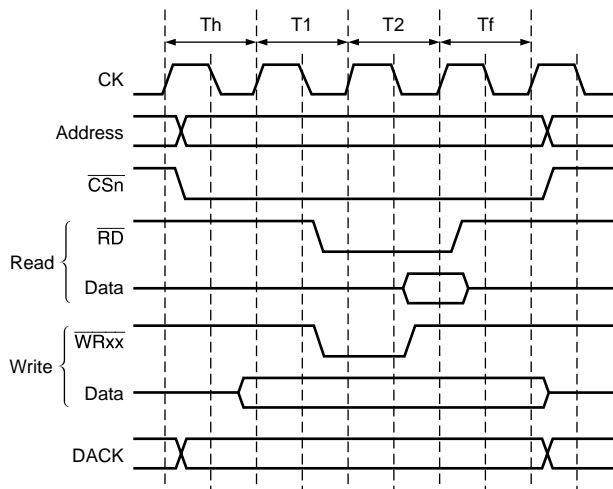 Th T1 T2 Tf
CK
Address
CSn
RD
Read
Data
WRxx
Write
Data
DACK